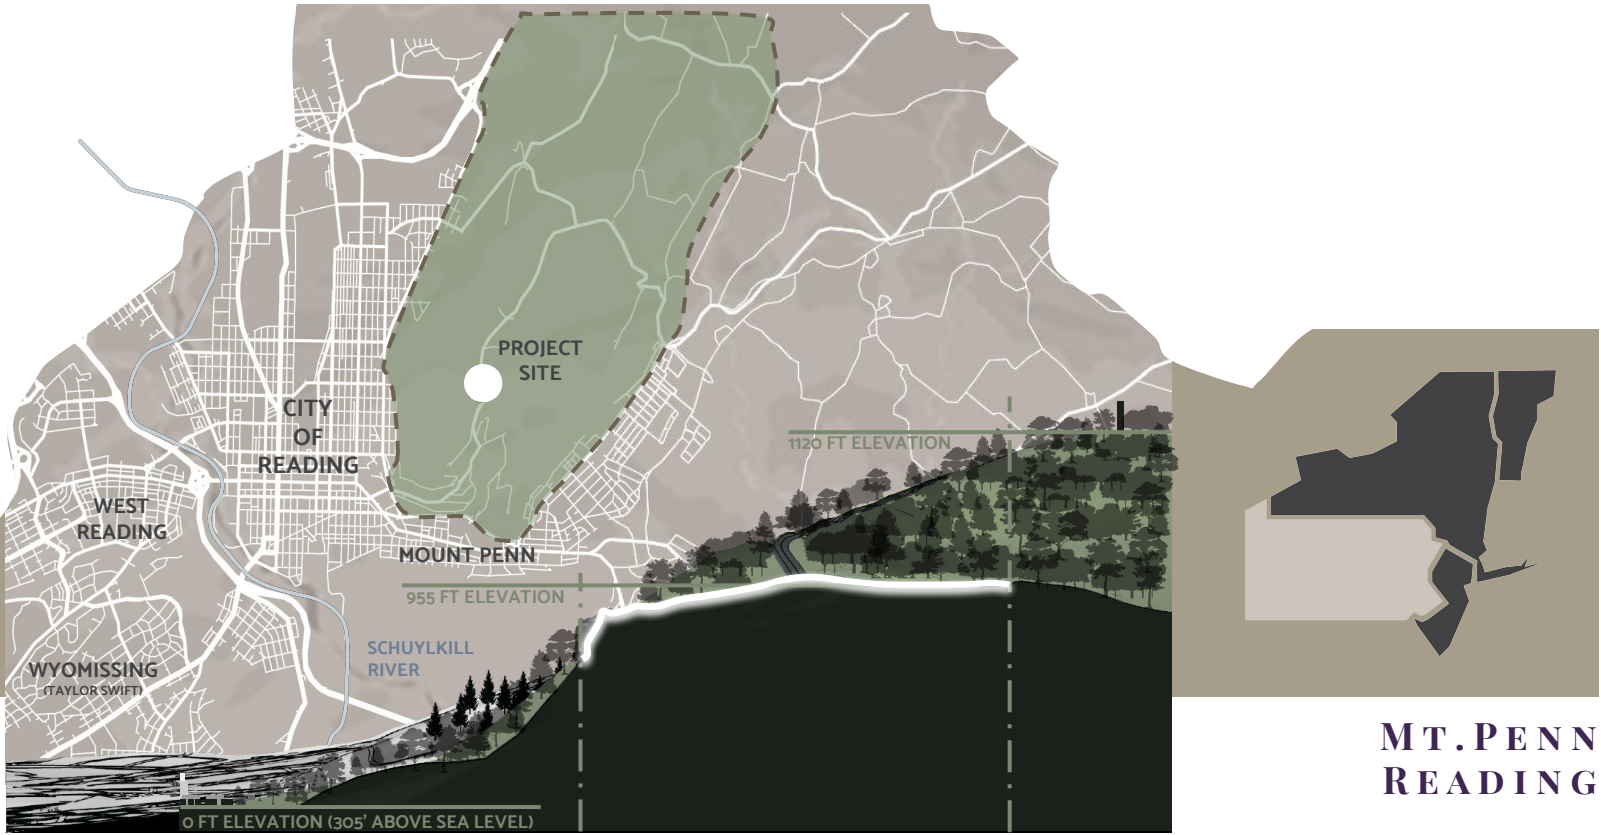 PROJECT
SITE
CITY
OF
READING
1120 FT ELEVATION
WEST
READING
MOUNT PENN
955 FT ELEVATION
SCHUYLKILL
RIVER
WYOMISSING
(TAYLOR SWIFT)
MT.PENN
READING
0 FT ELEVATION (305' ABOVE SEA LEVEL)